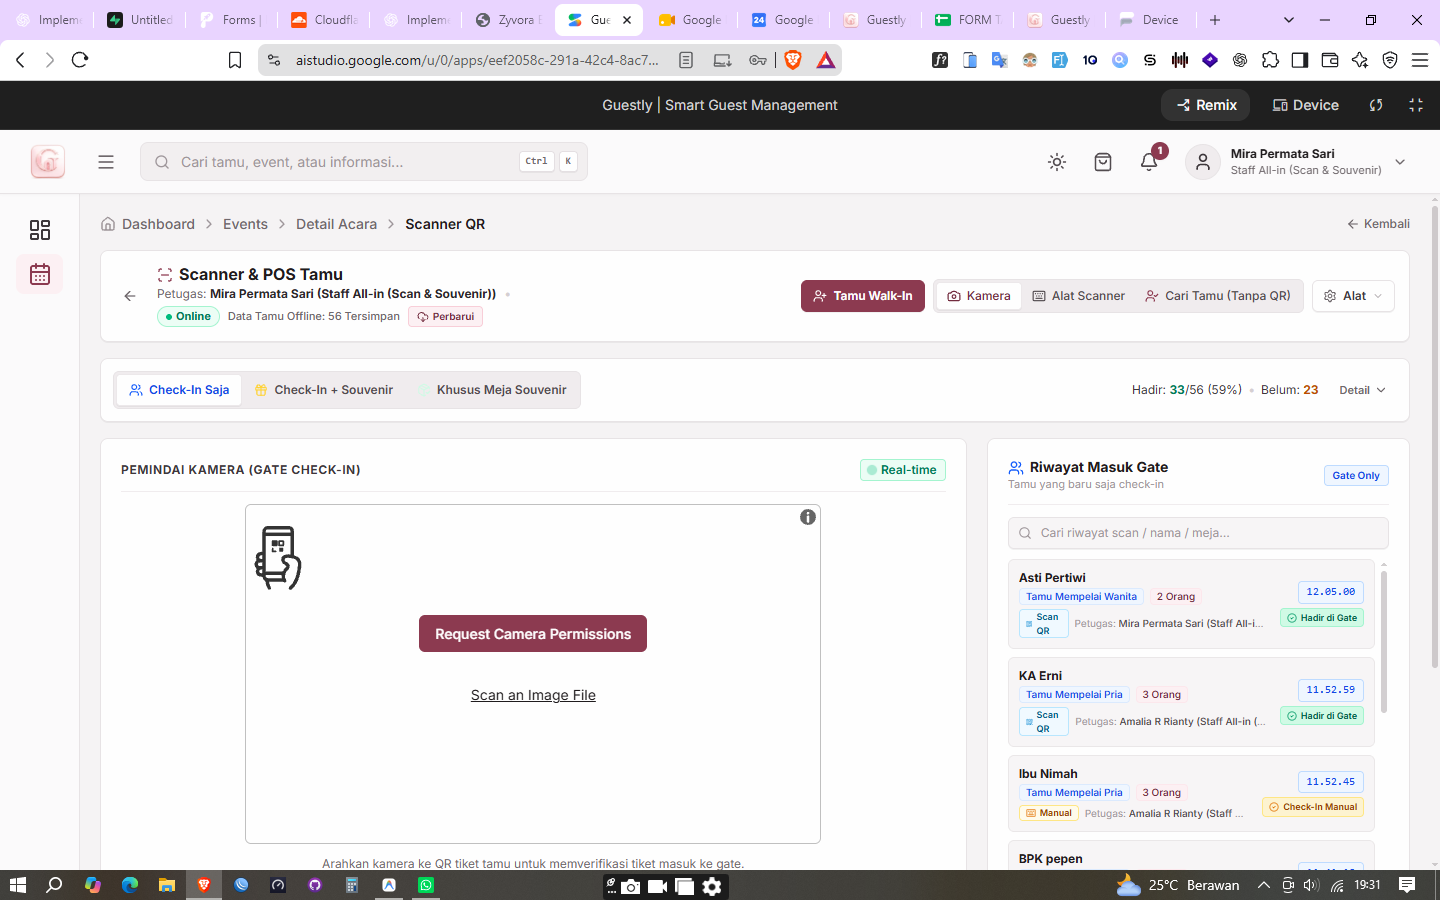 Impleme
Untitled
Forms |
Cloudfla
Impleme
Zyvora E
Gue
Google
Google
Guestly
FORM T
Guestly
Device
aistudio.google.com/u/0/apps/eef2058c-291a-42c4-8ac7...
Guestly | Smart Guest Management
Remix
Device
Cari tamu, event, atau informasi...
Ctrl
K
1
Mira Permata Sari
Staff All-in (Scan & Souvenir)
Dashboard
Events
Detail Acara
Scanner QR
Kembali
Scanner & POS Tamu
Petugas: Mira Permata Sari (Staff All-in (Scan & Souvenir))
Online
Data Tamu Offline: 56 Tersimpan
Perbarui
Tamu Walk-In
Kamera
Alat Scanner
Cari Tamu (Tanpa QR)
Alat
Check-In Saja
Check-In + Souvenir
Khusus Meja Souvenir
Hadir: 33/56 (59%)
Belum: 23
Detail
PEMINDAI KAMERA (GATE CHECK-IN)
Real-time
Request Camera Permissions
Scan an Image File
Arahkan kamera ke QR tiket tamu untuk memverifikasi tiket masuk ke gate.
Riwayat Masuk Gate
Tamu yang baru saja check-in
Gate Only
Cari riwayat scan / nama / meja...
Asti Pertiwi
Tamu Mempelai Wanita
2 Orang
12.05.00
Scan QR
Petugas: Mira Permata Sari (Staff All-i...
Hadir di Gate
KA Erni
Tamu Mempelai Pria
3 Orang
11.52.59
Scan QR
Petugas: Amalia R Rianty (Staff All-in (...
Hadir di Gate
Ibu Nimah
Tamu Mempelai Pria
3 Orang
11.52.45
Manual
Petugas: Amalia R Rianty (Staff ...
Check-In Manual
BPK pepen
25°C Berawan
19:31